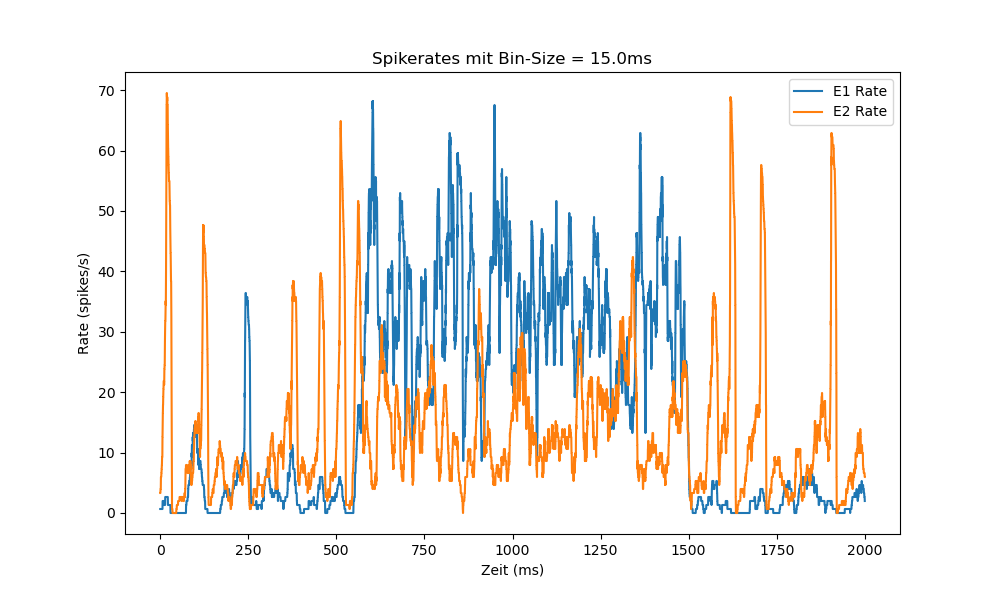 Spikerates mit Bin-Size = 15.0ms
E1 Rate
E2 Rate
Rate (spikes/s)
70
60
50
40
30
20
10
0
0 250 500 750 1000 1250 1500 1750 2000
Zeit (ms)